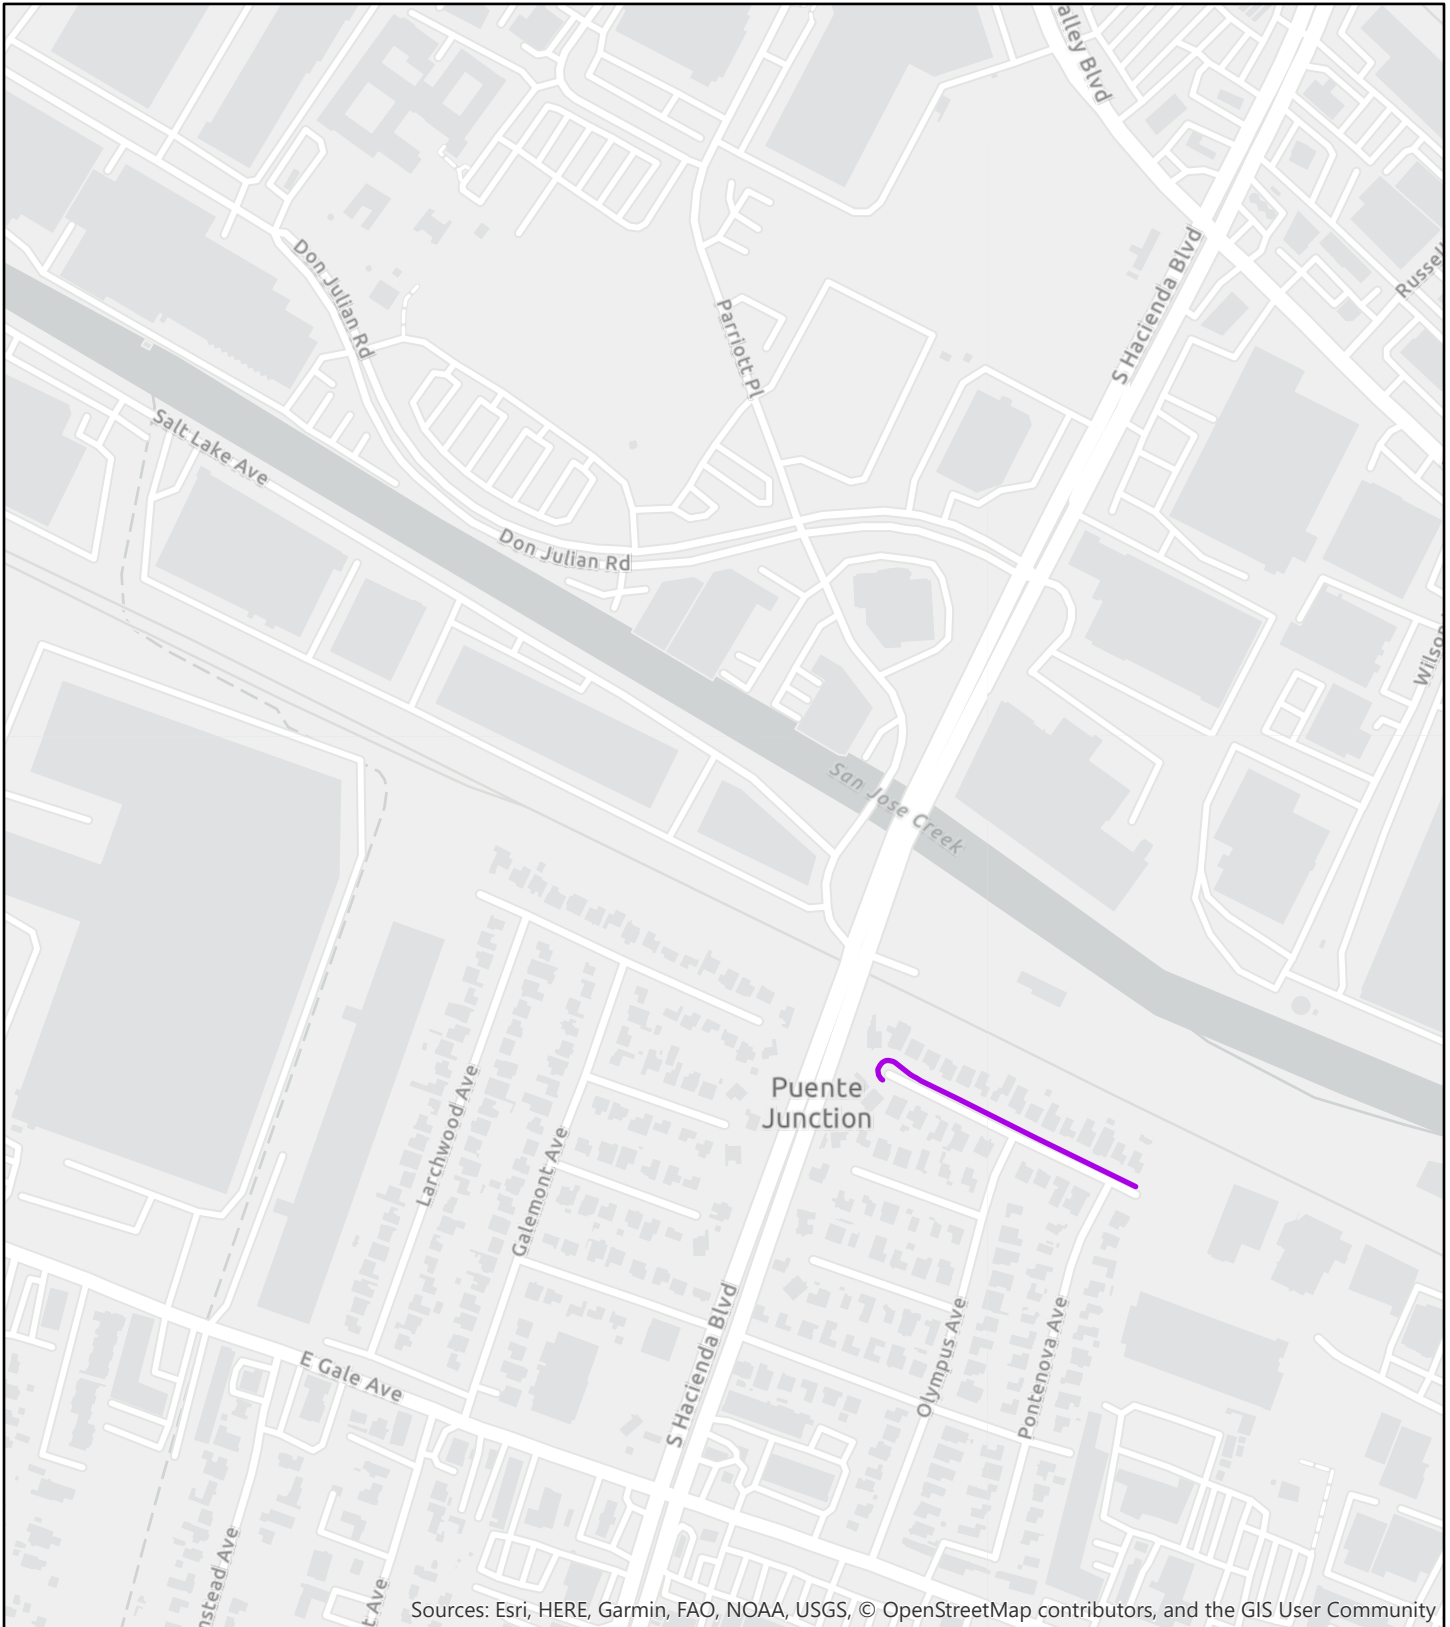 alley Blvd
S Hacienda Blvd
Russell
Don Julian Rd
Parriott Pl
Salt Lake Ave
Don Julian Rd
Wilso
San Jose Creek
Puente
Junction
Larchwood Ave
Galemont Ave
S Hacienda Blvd
Olympus Ave
Pontenova Ave
E Gale Ave
nstead Ave
t Ave
Sources: Esri, HERE, Garmin, FAO, NOAA, USGS, © OpenStreetMap contributors, and the GIS User Community